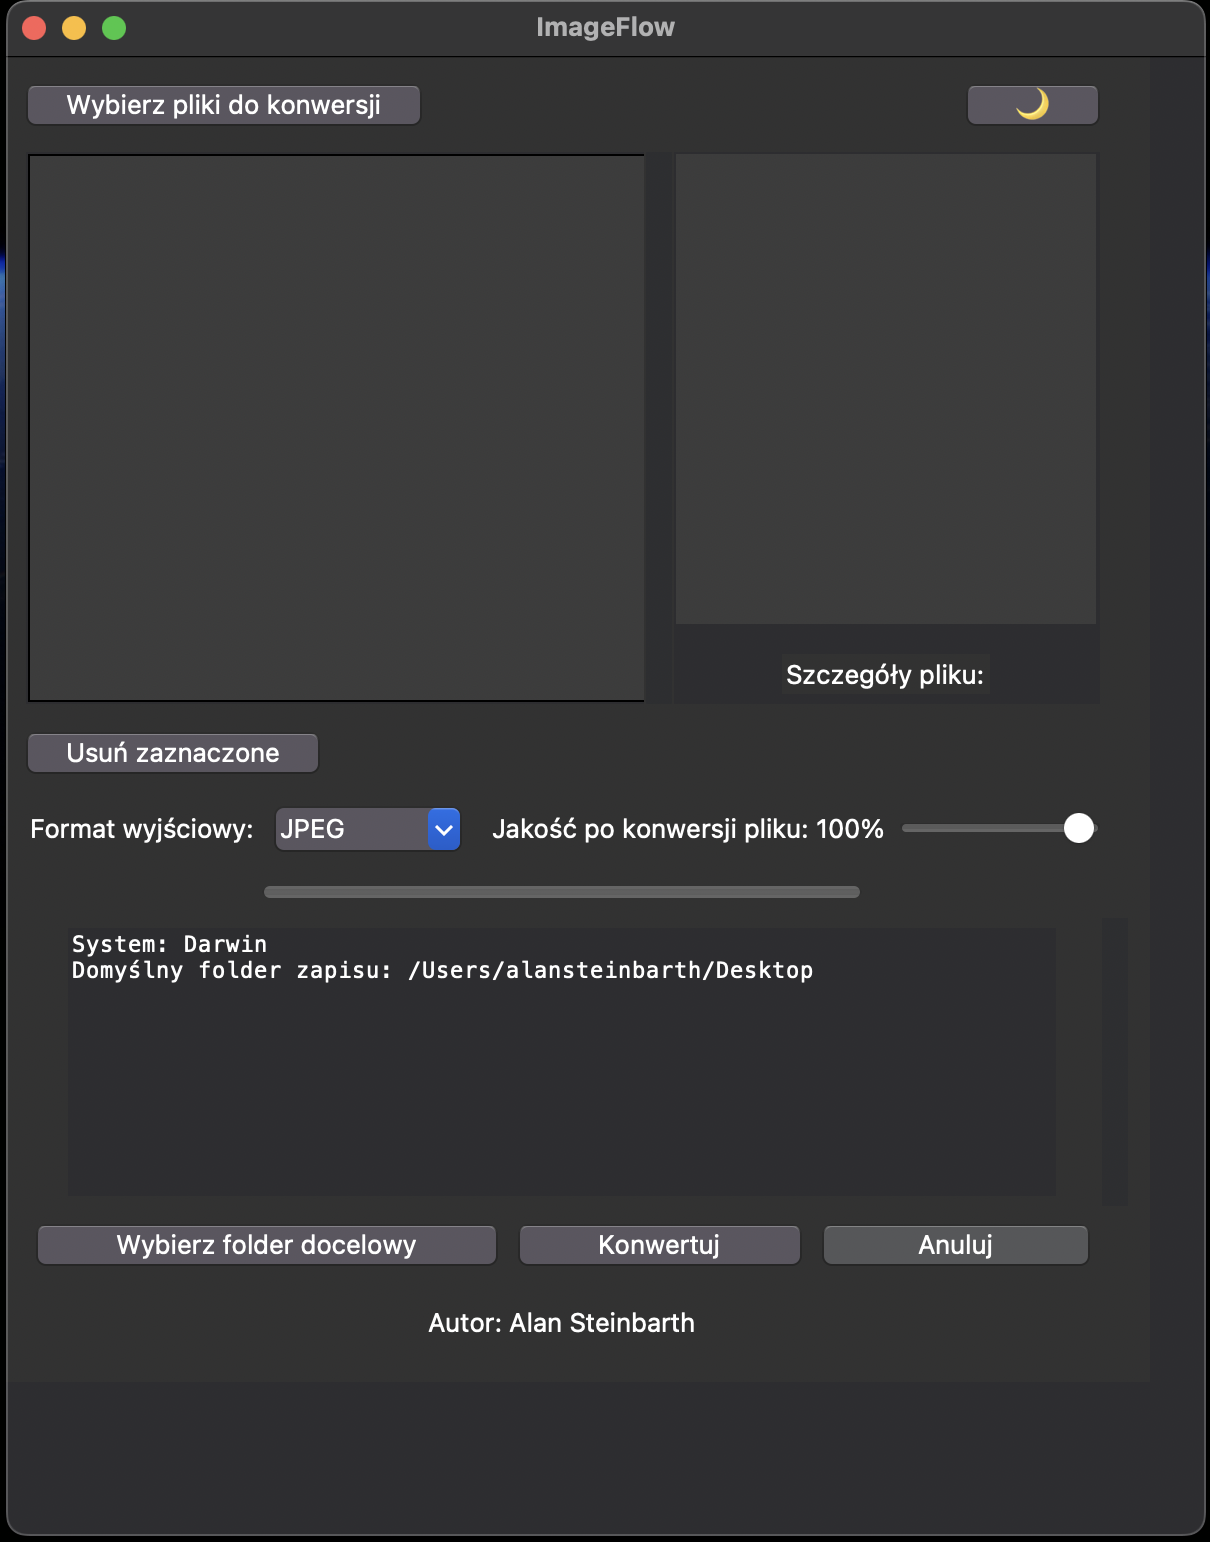 ImageFlow
Wybierz pliki do konwersji
🌙
Szczegóły pliku:
Usuń zaznaczone
Format wyjściowy: JPEG Jakość po konwersji pliku: 100%
System: Darwin
Domyślny folder zapisu: /Users/alansteinbarth/Desktop
Wybierz folder docelowy Konwertuj Anuluj
Autor: Alan Steinbarth